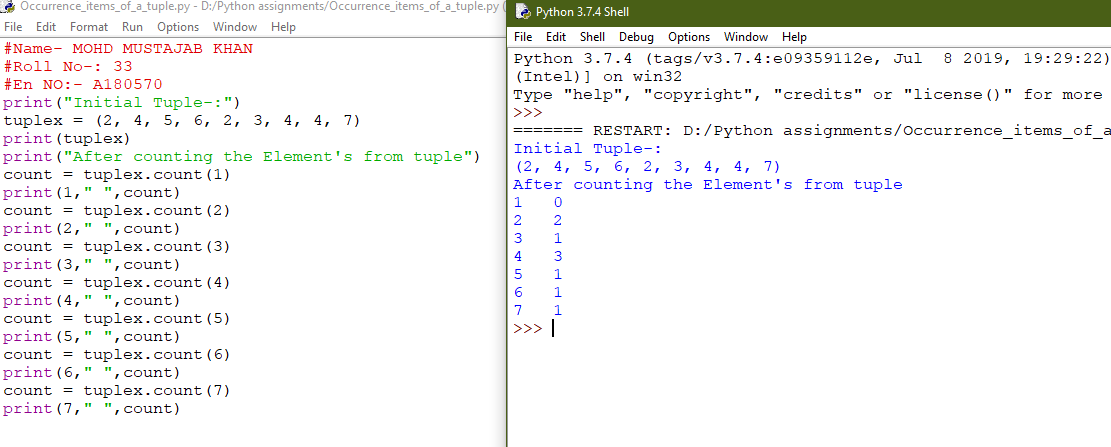 Occurrence_items_of_a_tuple.py - D:/Python assignments/Occurrence_items_of_a_tuple.py (
File Edit Format Run Options Window Help
#Name- MOHD MUSTAJAB KHAN
#Roll No-: 33
#En NO:- A180570
print("Initial Tuple-:")
tuplex = (2, 4, 5, 6, 2, 3, 4, 4, 7)
print(tuplex)
print("After counting the Element's from tuple")
count = tuplex.count(1)
print(1," ",count)
count = tuplex.count(2)
print(2," ",count)
count = tuplex.count(3)
print(3," ",count)
count = tuplex.count(4)
print(4," ",count)
count = tuplex.count(5)
print(5," ",count)
count = tuplex.count(6)
print(6," ",count)
count = tuplex.count(7)
print(7," ",count)
Python 3.7.4 Shell
File Edit Shell Debug Options Window Help
Python 3.7.4 (tags/v3.7.4:e09359112e, Jul  8 2019, 19:29:22)
(Intel)] on win32
Type "help", "copyright", "credits" or "license()" for more
>>>
======= RESTART: D:/Python assignments/Occurrence_items_of_a
Initial Tuple-:
(2, 4, 5, 6, 2, 3, 4, 4, 7)
After counting the Element's from tuple
1   0
2   2
3   1
4   3
5   1
6   1
7   1
>>>